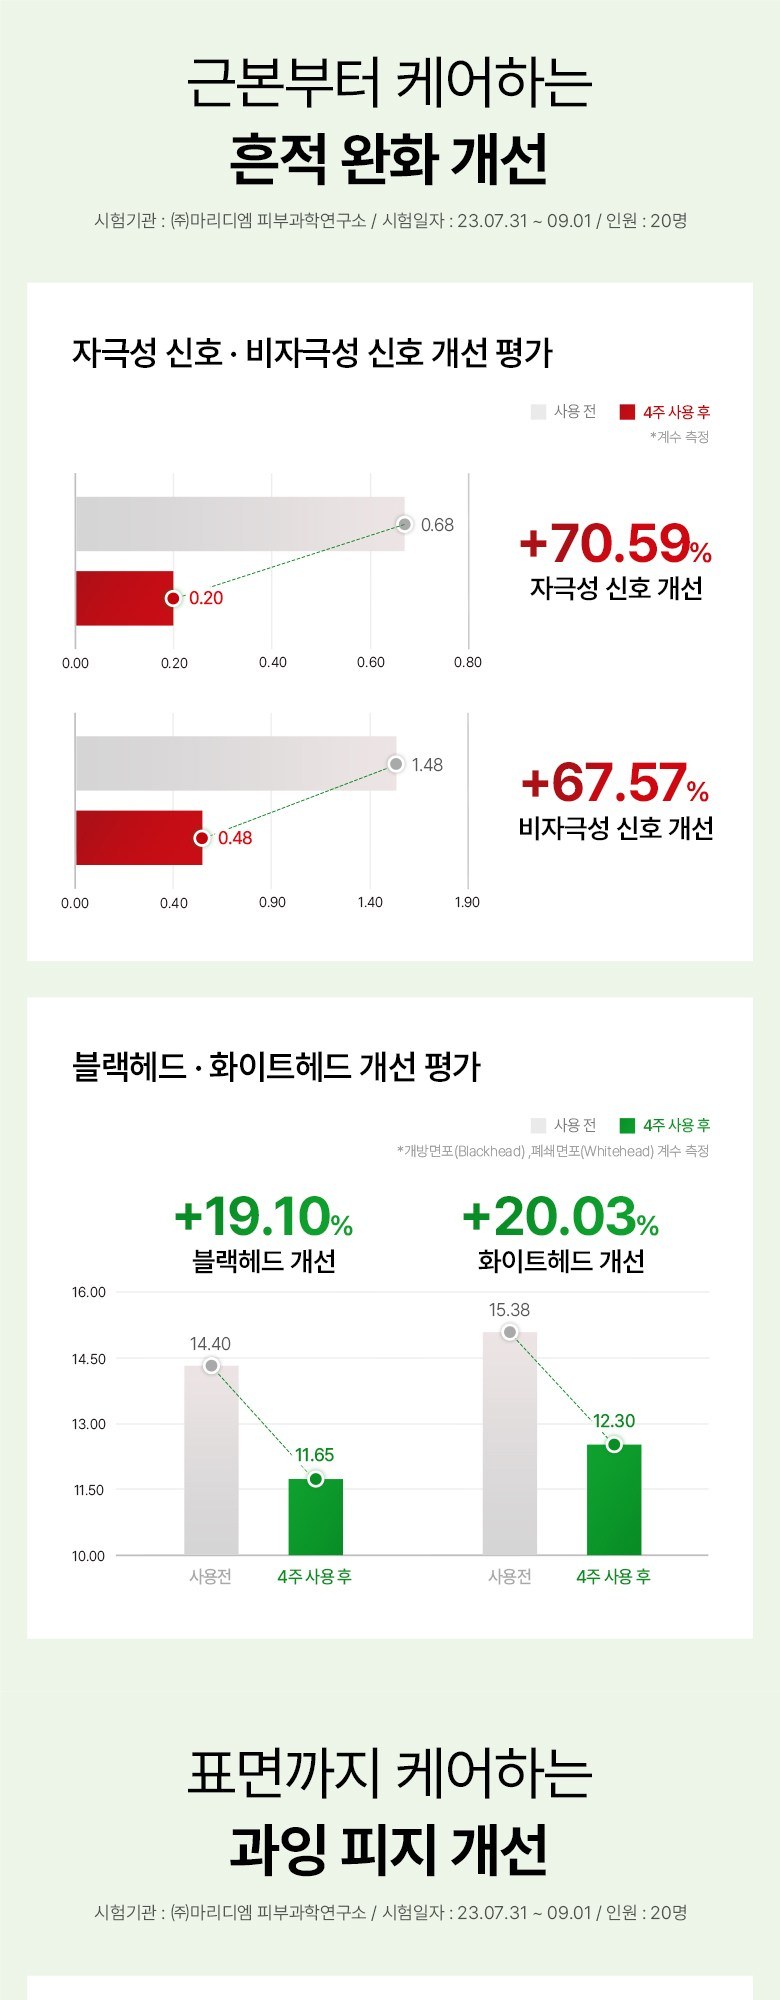 근본부터 케어하는
흔적 완화 개선
시험기관 : ㈜마리디엠 피부과학연구소 / 시험일자 : 23.07.31 ~ 09.01 / 인원 : 20명
자극성 신호 · 비자극성 신호 개선 평가
사용 전 4주 사용 후
*계수 측정
0.68
0.20
+70.59%
자극성 신호 개선
0.00 0.20 0.40 0.60 0.80
1.48
0.48
+67.57%
비자극성 신호 개선
0.00 0.40 0.90 1.40 1.90
블랙헤드 · 화이트헤드 개선 평가
사용 전 4주 사용 후
*개방면포(Blackhead) ,폐쇄면포(Whitehead) 계수 측정
+19.10% +20.03%
블랙헤드 개선 화이트헤드 개선
16.00
15.38
14.40
14.50
13.00
12.30
11.65
11.50
10.00
사용전 4주 사용 후 사용전 4주 사용 후
표면까지 케어하는
과잉 피지 개선
시험기관 : ㈜마리디엠 피부과학연구소 / 시험일자 : 23.07.31 ~ 09.01 / 인원 : 20명